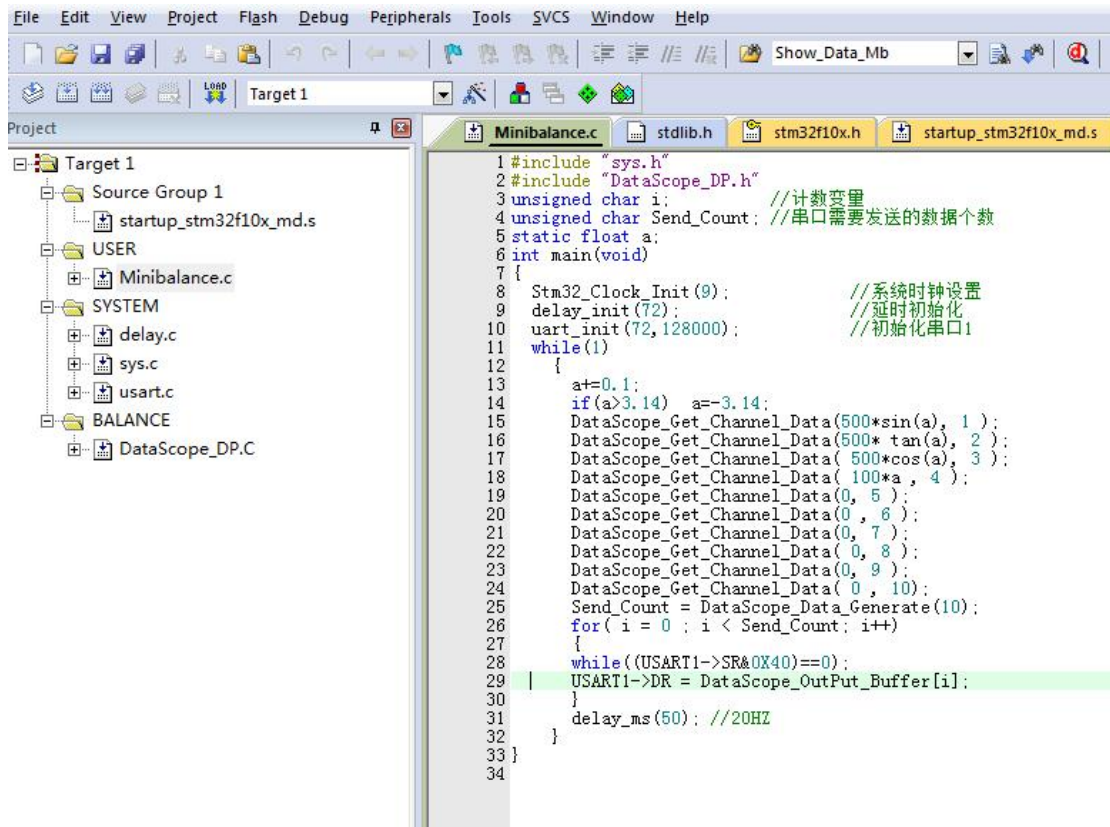 File Edit View Project Flash Debug Peripherals Tools SVCS Window Help
Show_Data_Mb
LOAD Target 1
Project
Minibalance.c stdlib.h stm32f10x.h startup_stm32f10x_md.s
Target 1
Source Group 1
startup_stm32f10x_md.s
USER
Minibalance.c
SYSTEM
delay.c
sys.c
usart.c
BALANCE
DataScope_DP.C
1 #include "sys.h"
2 #include "DataScope_DP.h"
3 unsigned char i; //计数变量
4 unsigned char Send_Count; //串口需要发送的数据个数
5 static float a;
6 int main(void)
7 {
8 Stm32_Clock_Init(9); //系统时钟设置
9 delay_init(72); //延时初始化
10 uart_init(72,128000); //初始化串口1
11 while(1)
12 {
13 a+=0.1;
14 if(a>3.14) a=-3.14;
15 DataScope_Get_Channel_Data(500*sin(a), 1 );
16 DataScope_Get_Channel_Data(500* tan(a), 2 );
17 DataScope_Get_Channel_Data( 500*cos(a), 3 );
18 DataScope_Get_Channel_Data( 100*a , 4 );
19 DataScope_Get_Channel_Data(0, 5 );
20 DataScope_Get_Channel_Data(0 , 6 );
21 DataScope_Get_Channel_Data(0, 7 );
22 DataScope_Get_Channel_Data( 0, 8 );
23 DataScope_Get_Channel_Data(0, 9 );
24 DataScope_Get_Channel_Data( 0 , 10);
25 Send_Count = DataScope_Data_Generate(10);
26 for( i = 0 ; i < Send_Count; i++)
27 {
28 while((USART1->SR&0X40)==0);
29 USART1->DR = DataScope_OutPut_Buffer[i];
30 }
31 delay_ms(50); //20HZ
32 }
33 }
34